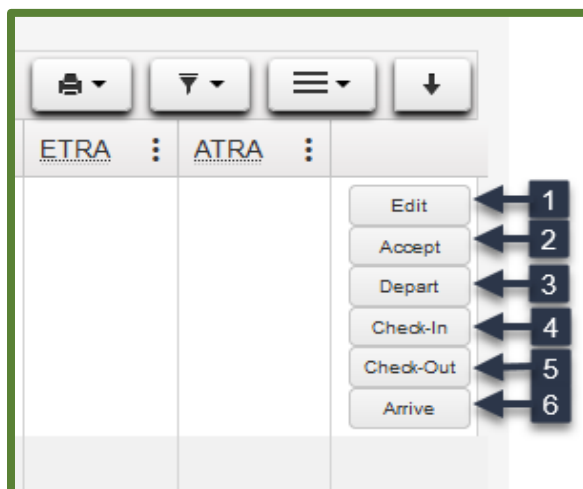 ETRA ATRA
Edit 1
Accept 2
Depart 3
Check-In 4
Check-Out 5
Arrive 6